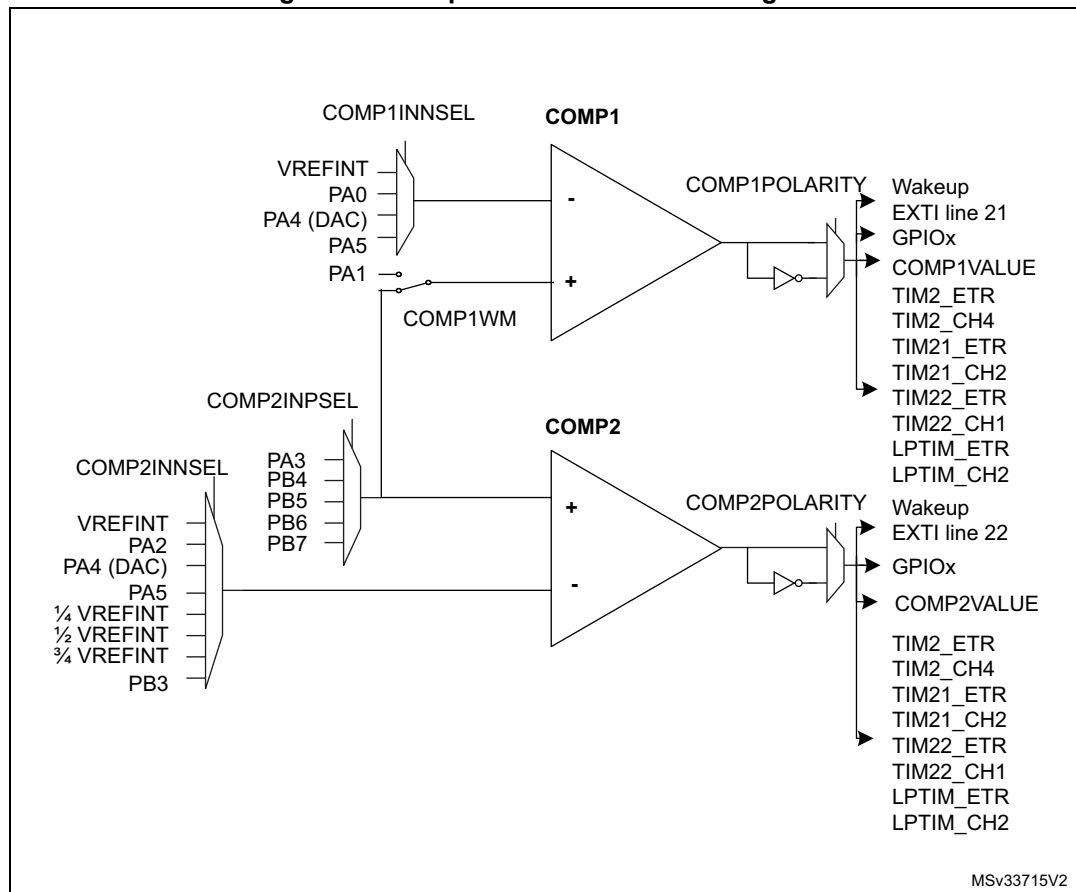 COMP1INNSEL
COMP1
VREFINT
PA0
PA4 (DAC)
PA5
PA1
COMP1WM
-
+
COMP1POLARITY
Wakeup
EXTI line 21
GPIOx
COMP1VALUE
TIM2_ETR
TIM2_CH4
TIM21_ETR
TIM21_CH2
TIM22_ETR
TIM22_CH1
LPTIM_ETR
LPTIM_CH2
COMP2INPSEL
COMP2
PA3
PB4
PB5
PB6
PB7
COMP2INNSEL
VREFINT
PA2
PA4 (DAC)
PA5
¼ VREFINT
½ VREFINT
¾ VREFINT
PB3
+
-
COMP2POLARITY
Wakeup
EXTI line 22
GPIOx
COMP2VALUE
TIM2_ETR
TIM2_CH4
TIM21_ETR
TIM21_CH2
TIM22_ETR
TIM22_CH1
LPTIM_ETR
LPTIM_CH2
MSv33715V2